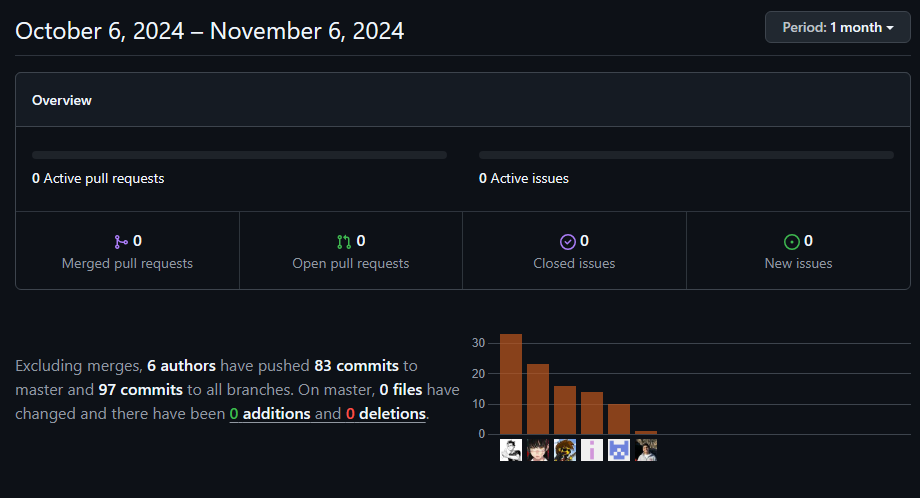 October 6, 2024 – November 6, 2024
Period: 1 month
Overview
0 Active pull requests
0 Active issues
0
Merged pull requests
0
Open pull requests
0
Closed issues
0
New issues
Excluding merges, 6 authors have pushed 83 commits to
master and 97 commits to all branches. On master, 0 files have
changed and there have been 0 additions and 0 deletions.
30
20
10
0